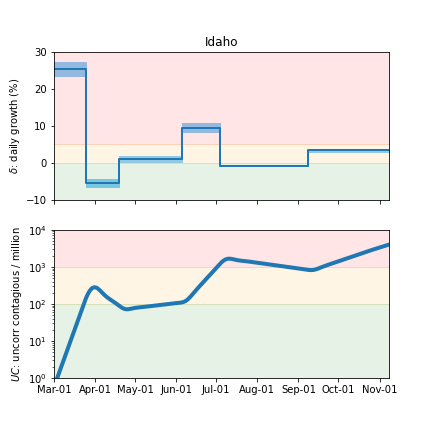 Idaho
δ: daily growth (%)
30
20
10
0
−10
UC: uncorr contagious / million
10⁴
10³
10²
10¹
10⁰
Mar-01 Apr-01 May-01 Jun-01 Jul-01 Aug-01 Sep-01 Oct-01 Nov-01